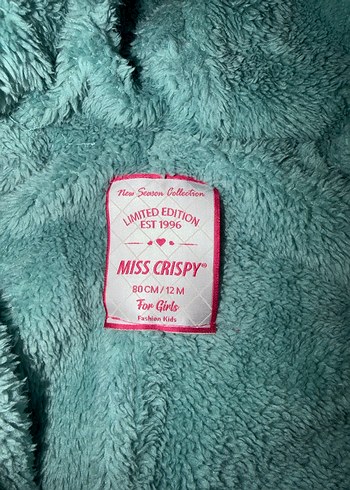 New Season Collection
LIMITED EDITION
EST 1996
MISS CRISPY®
80 CM / 12 M
For Girls
Fashion Kids